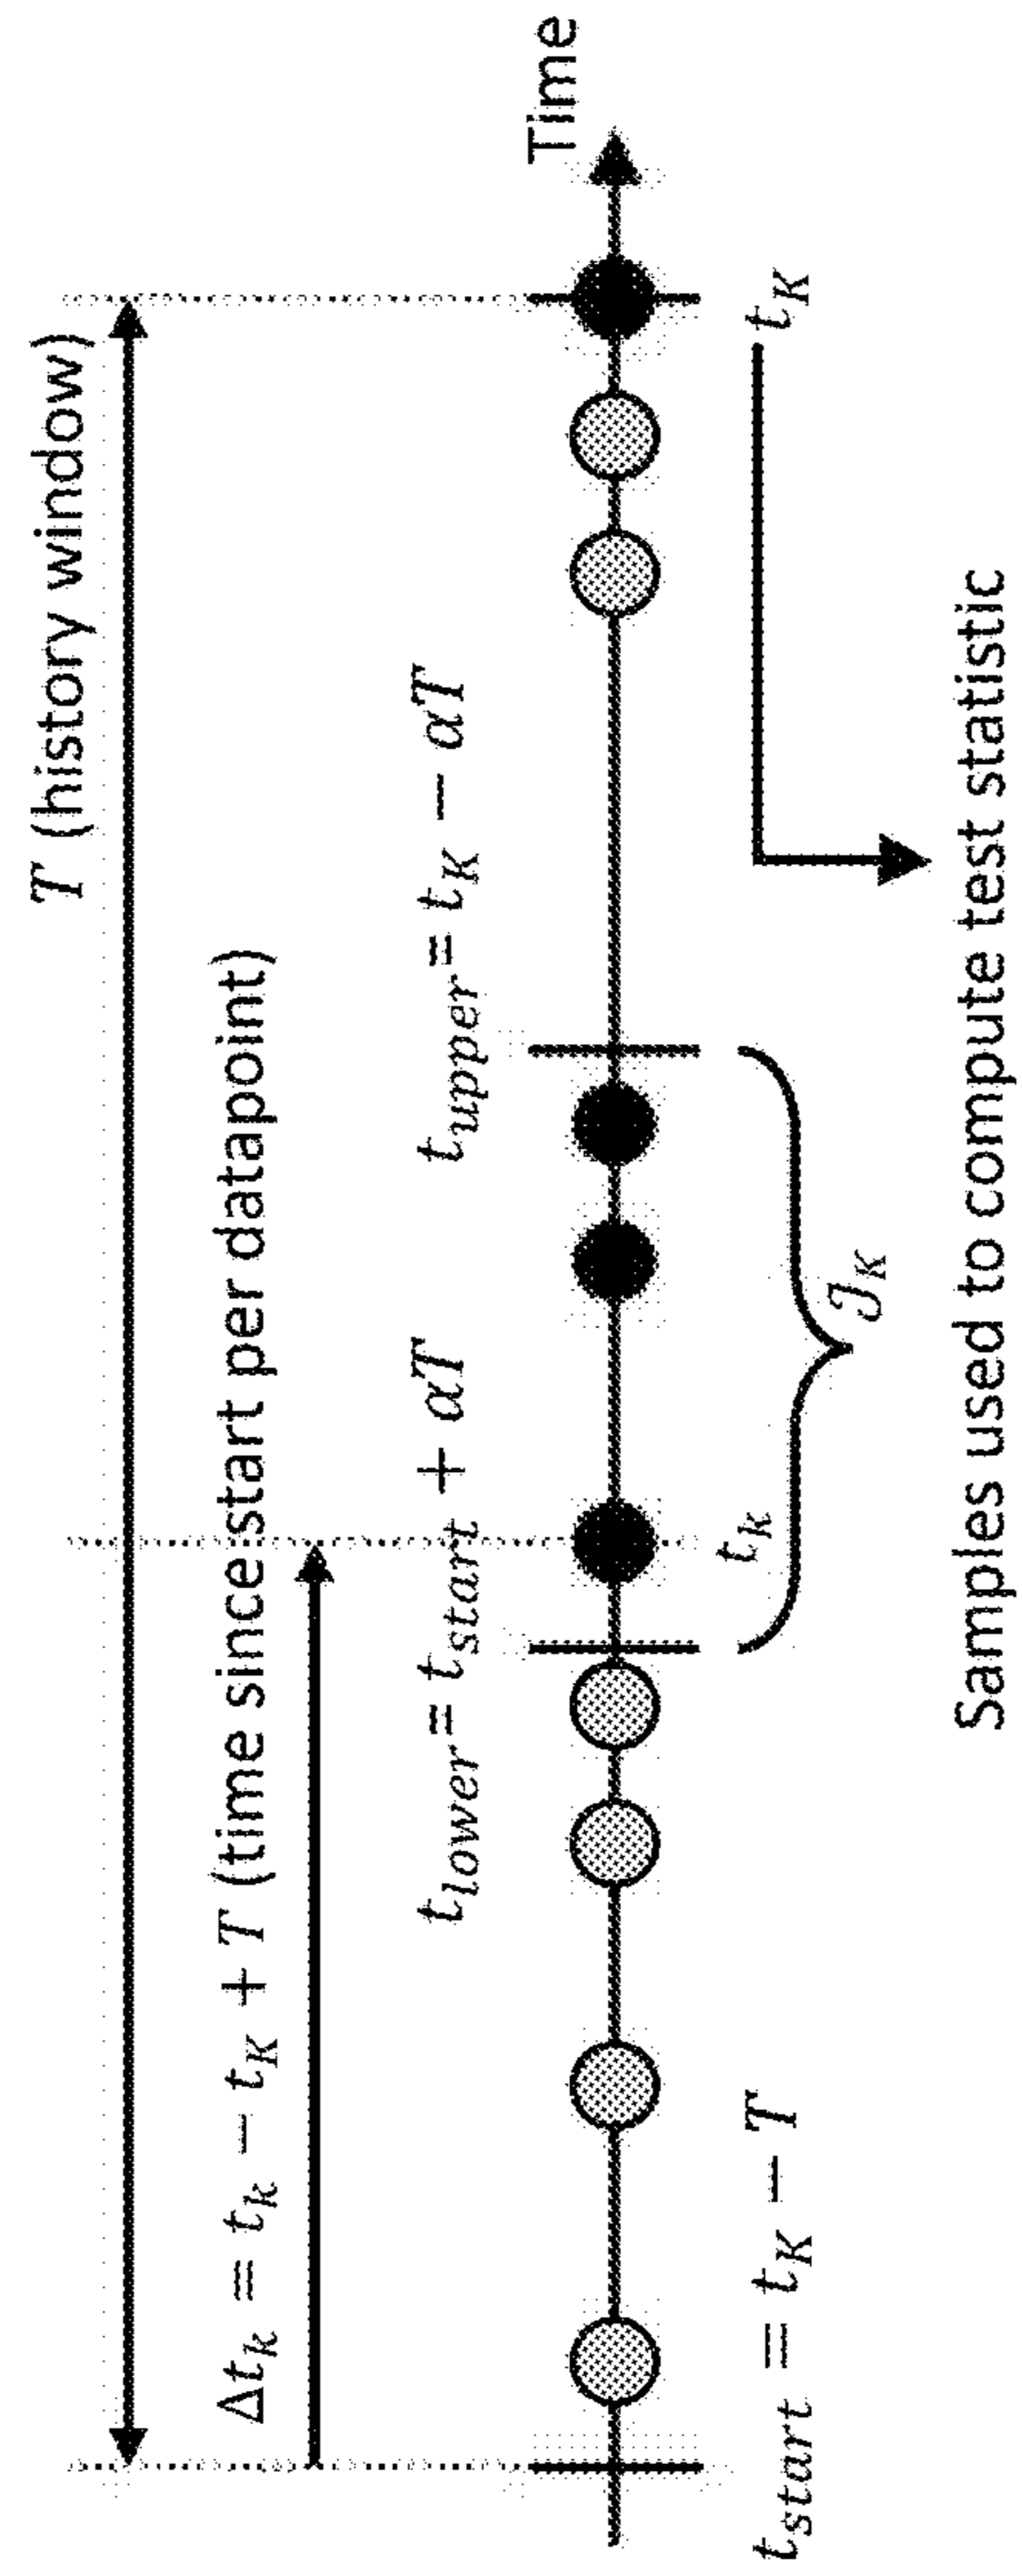 T (history window)
Δt_k = t_k − t_K + T (time since start per datapoint)
t_lower = t_start + αT
t_upper = t_K − αT
Time
t_start = t_K − T
t_k
t_K
𝒥_K
Samples used to compute test statistic